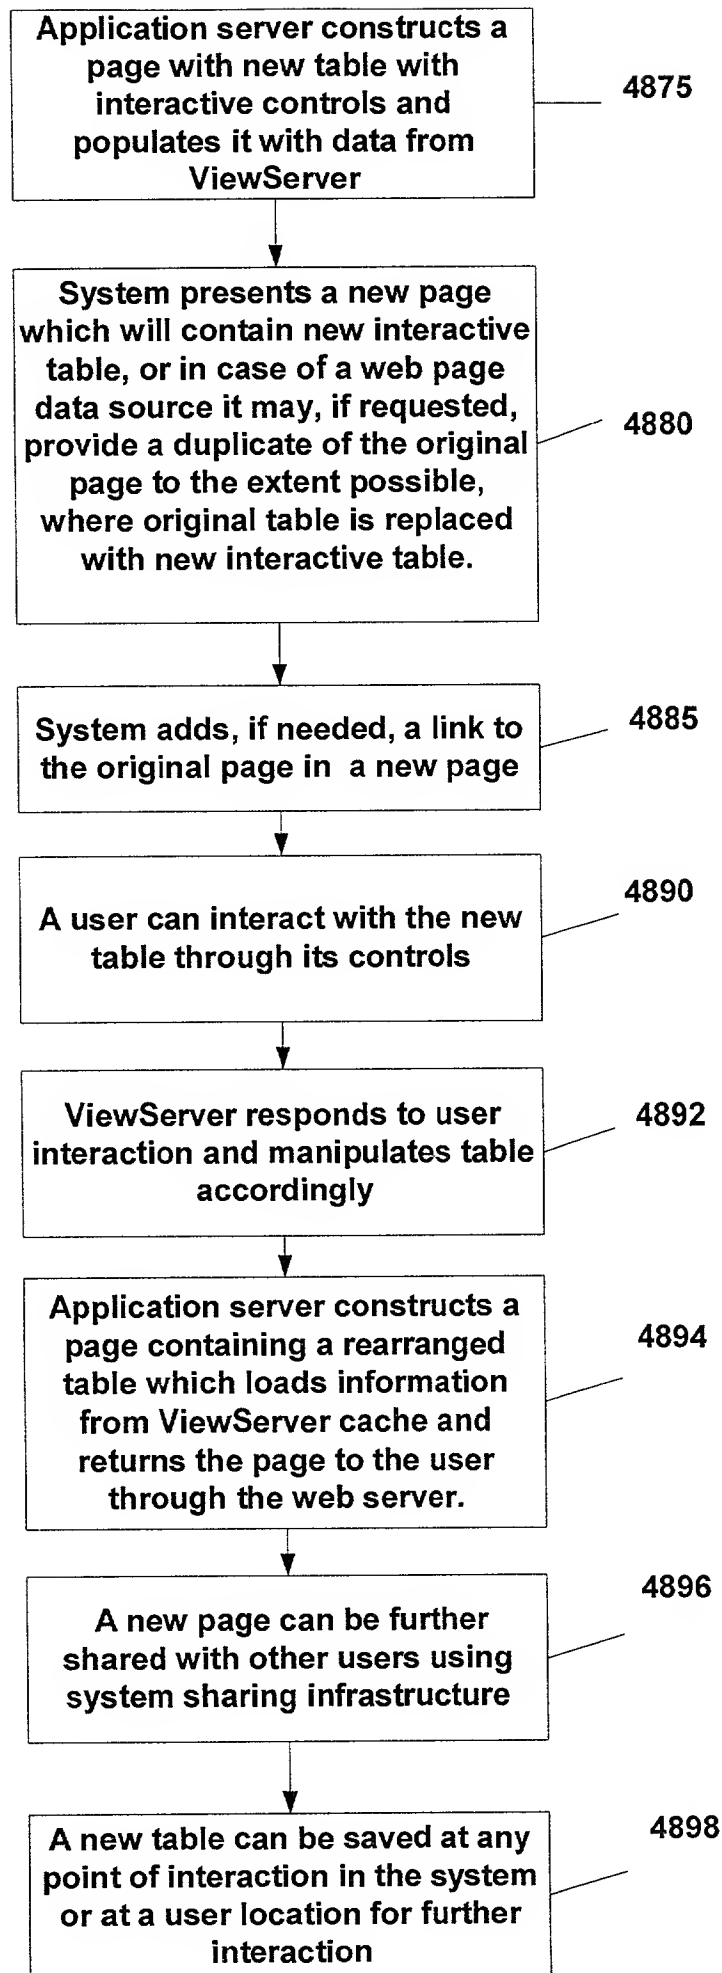 Application server constructs a
page with new table with
interactive controls and
populates it with data from
ViewServer
4875
System presents a new page
which will contain new interactive
table, or in case of a web page
data source it may, if requested,
provide a duplicate of the original
page to the extent possible,
where original table is replaced
with new interactive table.
4880
System adds, if needed, a link to
the original page in a new page
4885
A user can interact with the new
table through its controls
4890
ViewServer responds to user
interaction and manipulates table
accordingly
4892
Application server constructs a
page containing a rearranged
table which loads information
from ViewServer cache and
returns the page to the user
through the web server.
4894
A new page can be further
shared with other users using
system sharing infrastructure
4896
A new table can be saved at any
point of interaction in the system
or at a user location for further
interaction
4898